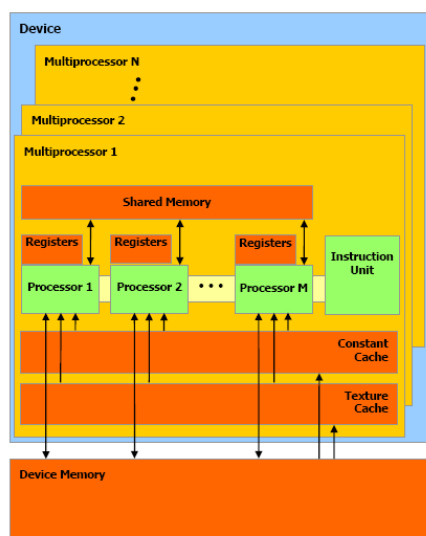 Device
Multiprocessor N
Multiprocessor 2
Multiprocessor 1
Shared Memory
Registers
Registers
Registers
Instruction
Unit
Processor 1
Processor 2
Processor M
Constant
Cache
Texture
Cache
Device Memory